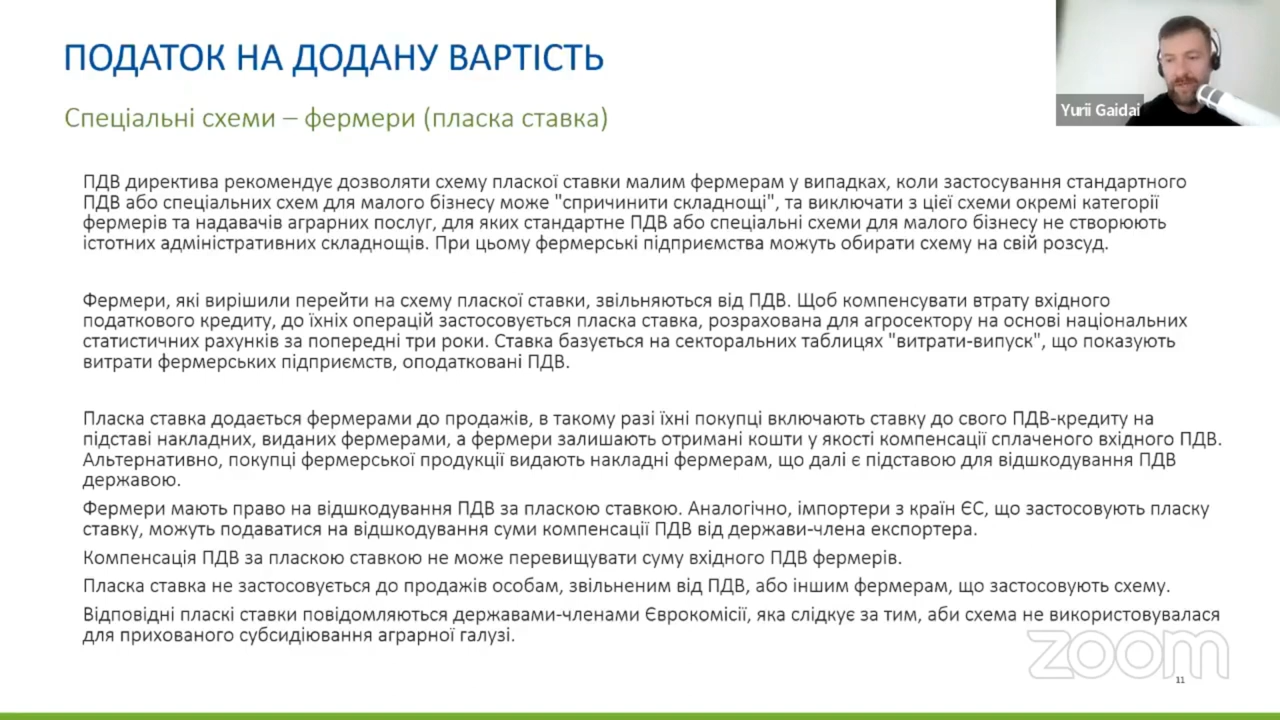 ПОДАТОК НА ДОДАНУ ВАРТІСТЬ
Спеціальні схеми – фермери (пласка ставка)
Yurii Gaidai
ПДВ директива рекомендує дозволяти схему пласкої ставки малим фермерам у випадках, коли застосування стандартного
ПДВ або спеціальних схем для малого бізнесу може "спричинити складнощі", та виключати з цієї схеми окремі категорії
фермерів та надавачів аграрних послуг, для яких стандартне ПДВ або спеціальні схеми для малого бізнесу не створюють
істотних адміністративних складнощів. При цьому фермерські підприємства можуть обирати схему на свій розсуд.
Фермери, які вирішили перейти на схему пласкої ставки, звільняються від ПДВ. Щоб компенсувати втрату вхідного
податкового кредиту, до їхніх операцій застосовується пласка ставка, розрахована для агросектору на основі національних
статистичних рахунків за попередні три роки. Ставка базується на секторальних таблицях "витрати-випуск", що показують
витрати фермерських підприємств, оподатковані ПДВ.
Пласка ставка додається фермерами до продажів, в такому разі їхні покупці включають ставку до свого ПДВ-кредиту на
підставі накладних, виданих фермерами, а фермери залишають отримані кошти у якості компенсації сплаченого вхідного ПДВ.
Альтернативно, покупці фермерської продукції видають накладні фермерам, що далі є підставою для відшкодування ПДВ
державою.
Фермери мають право на відшкодування ПДВ за пласкою ставкою. Аналогічно, імпортери з країн ЄС, що застосовують пласку
ставку, можуть подаватися на відшкодування суми компенсації ПДВ від держави-члена експортера.
Компенсація ПДВ за пласкою ставкою не може перевищувати суму вхідного ПДВ фермерів.
Пласка ставка не застосовується до продажів особам, звільненим від ПДВ, або іншим фермерам, що застосовують схему.
Відповідні пласкі ставки повідомляються державами-членами Єврокомісії, яка слідкує за тим, аби схема не використовувалася
для прихованого субсидіювання аграрної галузі.
zoom
11